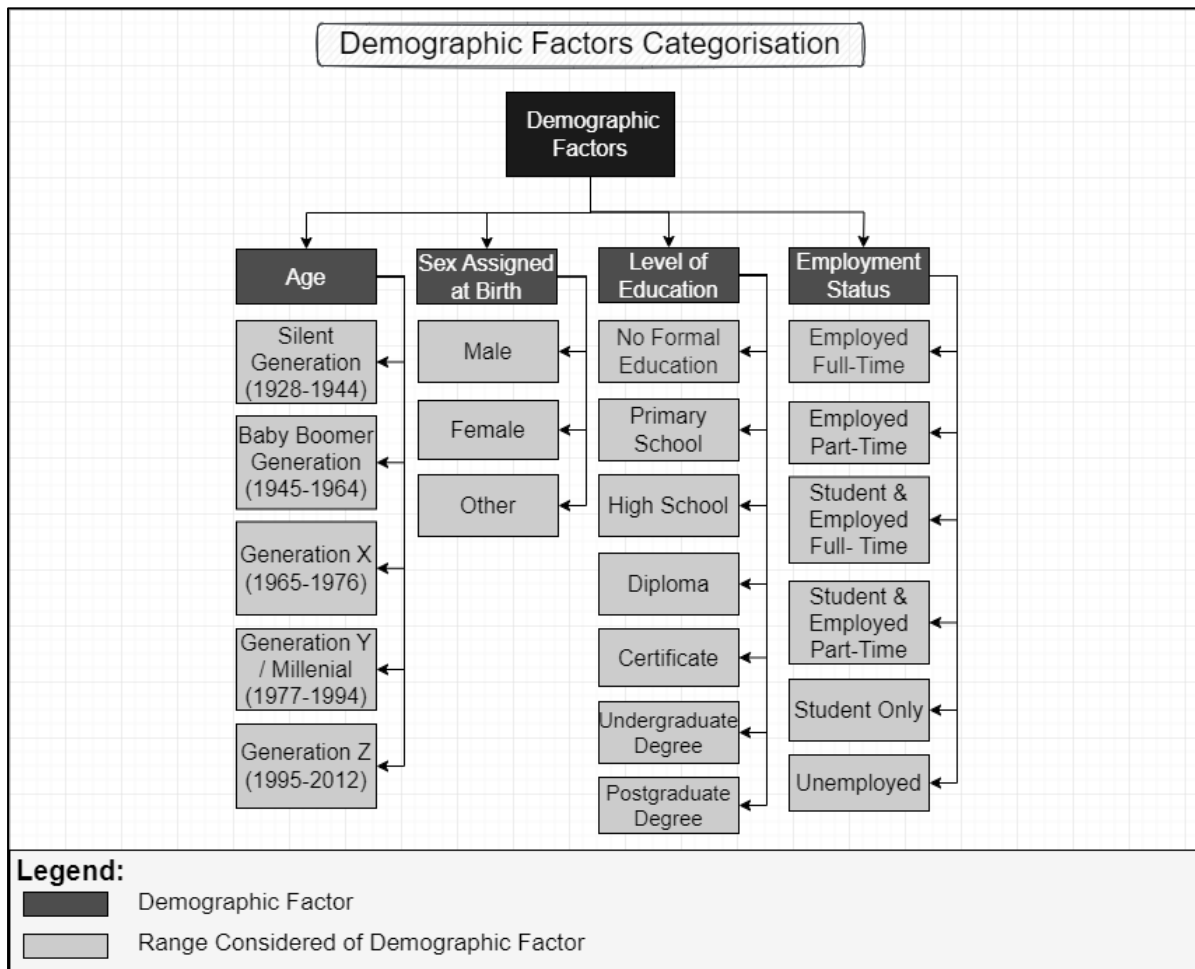 Demographic Factors Categorisation
Demographic
Factors
Age
Silent
Generation
(1928-1944)
Baby Boomer
Generation
(1945-1964)
Generation X
(1965-1976)
Generation Y
/ Millenial
(1977-1994)
Generation Z
(1995-2012)
Sex Assigned
at Birth
Male
Female
Other
Level of
Education
No Formal
Education
Primary
School
High School
Diploma
Certificate
Undergraduate
Degree
Postgraduate
Degree
Employment
Status
Employed
Full-Time
Employed
Part-Time
Student &
Employed
Full- Time
Student &
Employed
Part-Time
Student Only
Unemployed
Legend:
Demographic Factor
Range Considered of Demographic Factor